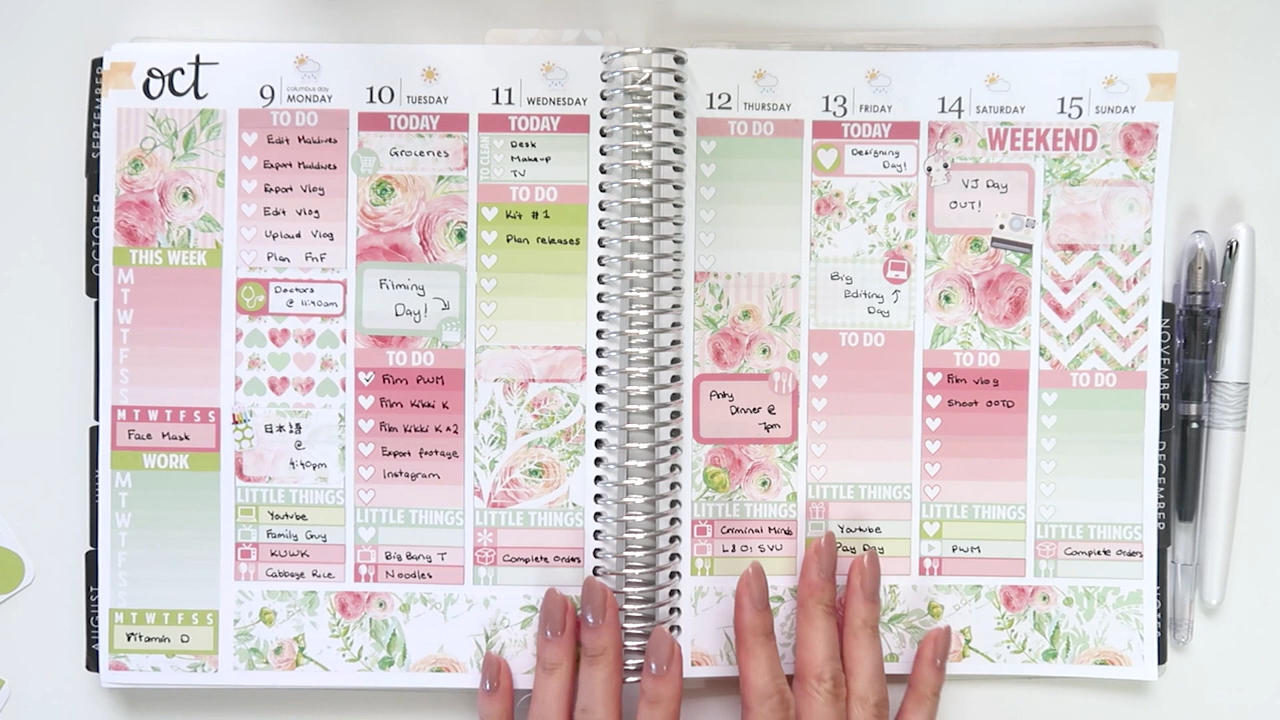 oct
THIS WEEK
M
T
W
T
F
S
S
M T W T F S S
Face Mask
WORK
M
T
W
T
F
S
S
M T W T F S S
Vitamin D
9
columbus day
MONDAY
TO DO
Edit Maldives
Export Maldives
Export Vlog
Edit Vlog
Upload Vlog
Plan FnF
Doctors
@ 11:40am
日本語
@
4:40pm
LITTLE THINGS
Youtube
Family Guy
KUWK
Cabbage Rice
10
TUESDAY
TODAY
Groceries
Filming
Day!
TO DO
Film PWM
Film Kikki K
Film Kikki K #2
Export footage
Instagram
LITTLE THINGS
Big Bang T
Noodles
11
WEDNESDAY
TODAY
TO CLEAN
Desk
Makeup
TV
TO DO
Kit #1
Plan releases
LITTLE THINGS
Complete Orders
12
THURSDAY
TO DO
Dinner @
7pm
LITTLE THINGS
Criminal Minds
L&O: SVU
13
FRIDAY
TODAY
Designing
Day!
Big
Editing
Day
TO DO
LITTLE THINGS
Youtube
Pay Day
14
SATURDAY
WEEKEND
VJ Day
OUT!
TO DO
Film vlog
Shoot OOTD
LITTLE THINGS
PWM
15
SUNDAY
TO DO
LITTLE THINGS
Complete Orders
SEPTEMBER
OCTOBER
AUGUST
NOVEMBER
DECEMBER